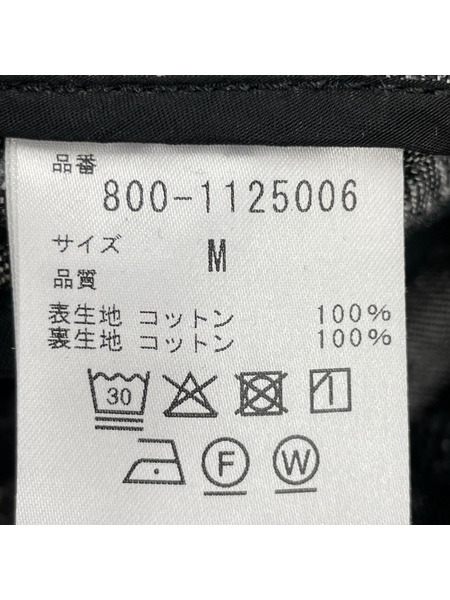 品番
800-1125006
サイズ M
品質
表生地 コットン 100%
裏生地 コットン 100%
30
F W